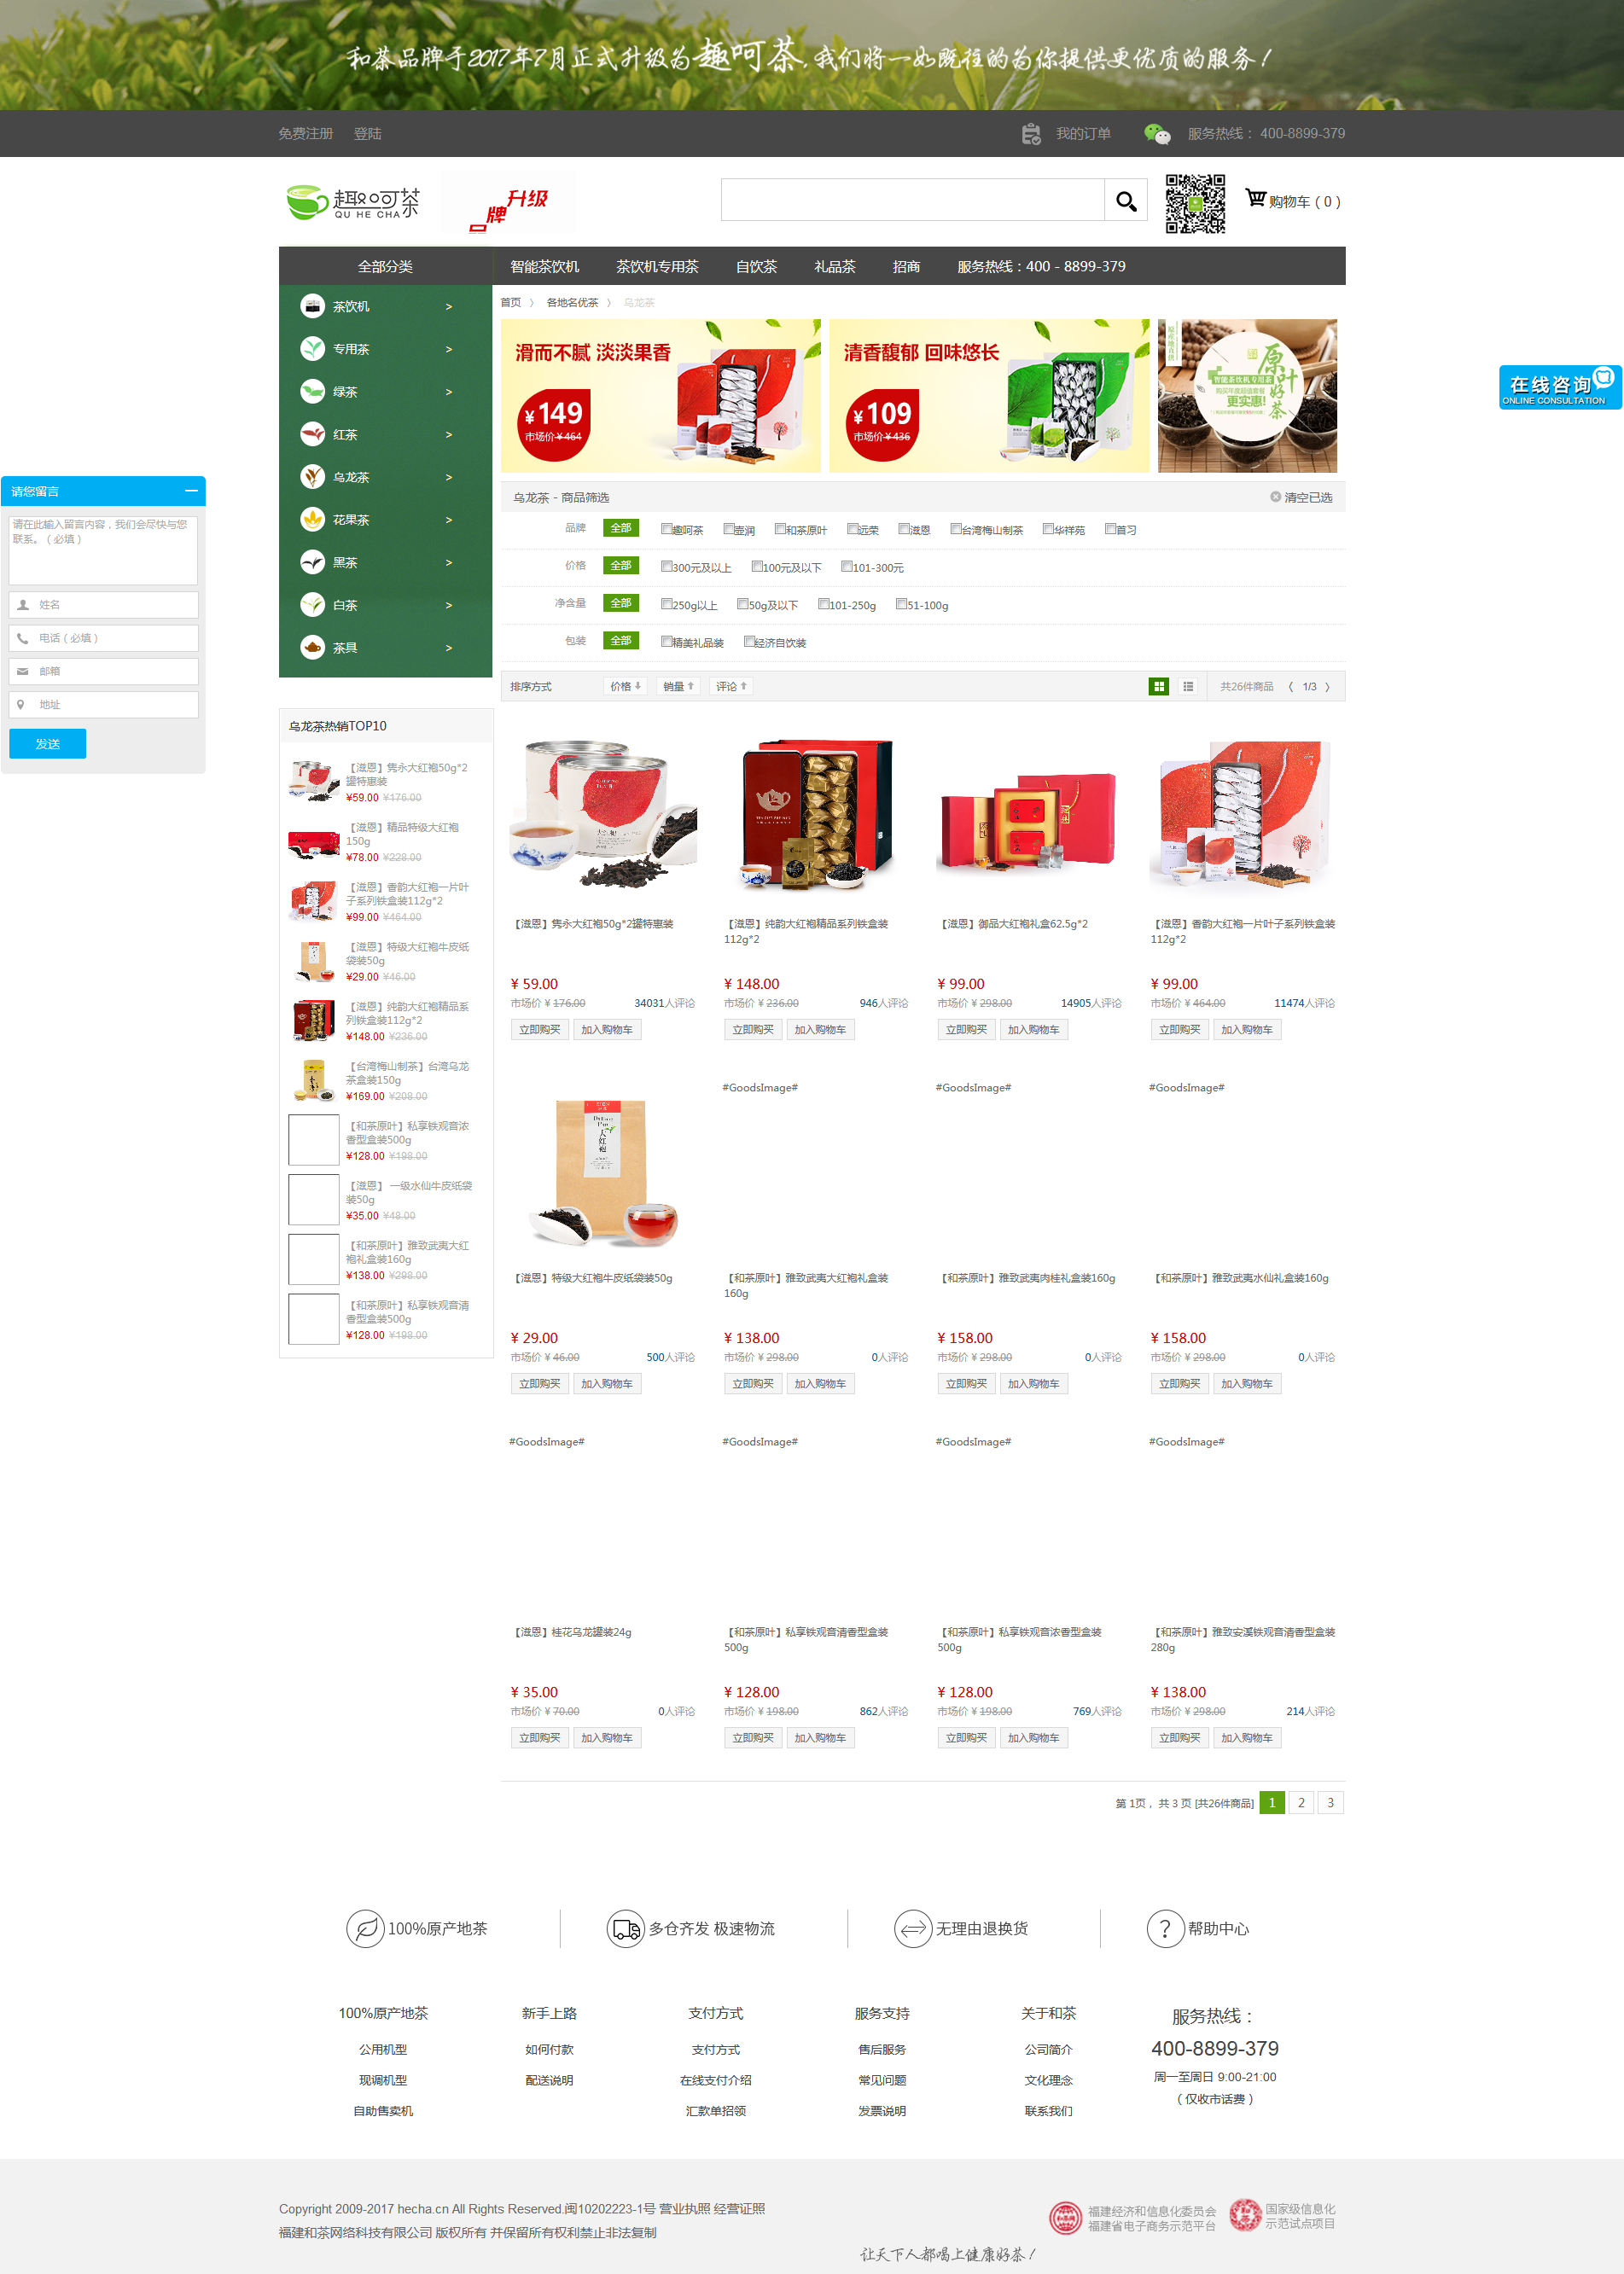 和茶品牌于2017年7月正式升级为趣呵茶,我们将一如既往的为你提供更优质的服务!
免费注册 登陆 我的订单 服务热线： 400-8899-379
趣呵茶
QU HE CHA
品牌升级
购物车 ( 0 )
全部分类 智能茶饮机 茶饮机专用茶 自饮茶 礼品茶 招商 服务热线：400 - 8899-379
茶饮机 >
专用茶 >
绿茶 >
红茶 >
乌龙茶 >
花果茶 >
黑茶 >
白茶 >
茶具 >
首页 〉 各地名优茶 〉 乌龙茶
滑而不腻 淡淡果香
¥149
市场价¥464
清香馥郁 回味悠长
¥109
市场价¥436
原叶好茶
智能茶饮机专用茶
更实惠!
在线咨询
ONLINE CONSULTATION
请您留言
请在此输入留言内容，我们会尽快与您联系。（必填）
姓名
电话（必填）
邮箱
地址
发送
乌龙茶 - 商品筛选 清空已选
品牌 全部 趣呵茶 壶润 和茶原叶 远荣 滋恩 台湾梅山制茶 华祥苑 首习
价格 全部 300元及以上 100元及以下 101-300元
净含量 全部 250g以上 50g及以下 101-250g 51-100g
包装 全部 精美礼品装 经济自饮装
排序方式 价格 销量 评论 共26件商品 〈 1/3 〉
乌龙茶热销TOP10
【滋恩】隽永大红袍50g*2
罐特惠装
¥59.00 ¥176.00
【滋恩】精品特级大红袍
150g
¥78.00 ¥228.00
【滋恩】香韵大红袍一片叶
子系列铁盒装112g*2
¥99.00 ¥464.00
【滋恩】特级大红袍牛皮纸
袋装50g
¥29.00 ¥46.00
【滋恩】纯韵大红袍精品系
列铁盒装112g*2
¥148.00 ¥236.00
【台湾梅山制茶】台湾乌龙
茶盒装150g
¥169.00 ¥208.00
【和茶原叶】私享铁观音浓
香型盒装500g
¥128.00 ¥198.00
【滋恩】 一级水仙牛皮纸袋
装50g
¥35.00 ¥48.00
【和茶原叶】雅致武夷大红
袍礼盒装160g
¥138.00 ¥298.00
【和茶原叶】私享铁观音清
香型盒装500g
¥128.00 ¥198.00
【滋恩】隽永大红袍50g*2罐特惠装
¥ 59.00
市场价 ¥ 176.00 34031人评论
立即购买 加入购物车
【滋恩】纯韵大红袍精品系列铁盒装
112g*2
¥ 148.00
市场价 ¥ 236.00 946人评论
立即购买 加入购物车
【滋恩】御品大红袍礼盒62.5g*2
¥ 99.00
市场价 ¥ 298.00 14905人评论
立即购买 加入购物车
【滋恩】香韵大红袍一片叶子系列铁盒装
112g*2
¥ 99.00
市场价 ¥ 464.00 11474人评论
立即购买 加入购物车
大红袍
【滋恩】特级大红袍牛皮纸袋装50g
¥ 29.00
市场价 ¥ 46.00 500人评论
立即购买 加入购物车
#GoodsImage#
【和茶原叶】雅致武夷大红袍礼盒装
160g
¥ 138.00
市场价 ¥ 298.00 0人评论
立即购买 加入购物车
#GoodsImage#
【和茶原叶】雅致武夷肉桂礼盒装160g
¥ 158.00
市场价 ¥ 298.00 0人评论
立即购买 加入购物车
#GoodsImage#
【和茶原叶】雅致武夷水仙礼盒装160g
¥ 158.00
市场价 ¥ 298.00 0人评论
立即购买 加入购物车
#GoodsImage#
【滋恩】桂花乌龙罐装24g
¥ 35.00
市场价 ¥ 70.00 0人评论
立即购买 加入购物车
#GoodsImage#
【和茶原叶】私享铁观音清香型盒装
500g
¥ 128.00
市场价 ¥ 198.00 862人评论
立即购买 加入购物车
#GoodsImage#
【和茶原叶】私享铁观音浓香型盒装
500g
¥ 128.00
市场价 ¥ 198.00 769人评论
立即购买 加入购物车
#GoodsImage#
【和茶原叶】雅致安溪铁观音清香型盒装
280g
¥ 138.00
市场价 ¥ 298.00 214人评论
立即购买 加入购物车
第 1页， 共 3 页 [共26件商品] 1 2 3
100%原产地茶 多仓齐发 极速物流 无理由退换货 帮助中心
100%原产地茶 新手上路 支付方式 服务支持 关于和茶 服务热线：
公用机型 如何付款 支付方式 售后服务 公司简介 400-8899-379
现调机型 配送说明 在线支付介绍 常见问题 文化理念 周一至周日 9:00-21:00
自助售卖机 汇款单招领 发票说明 联系我们 （仅收市话费）
Copyright 2009-2017 hecha.cn All Rights Reserved.闽10202223-1号 营业执照 经营证照
福建和茶网络科技有限公司 版权所有 并保留所有权利禁止非法复制
福建经济和信息化委员会
福建省电子商务示范平台
国家级信息化
示范试点项目
让天下人都喝上健康好茶!